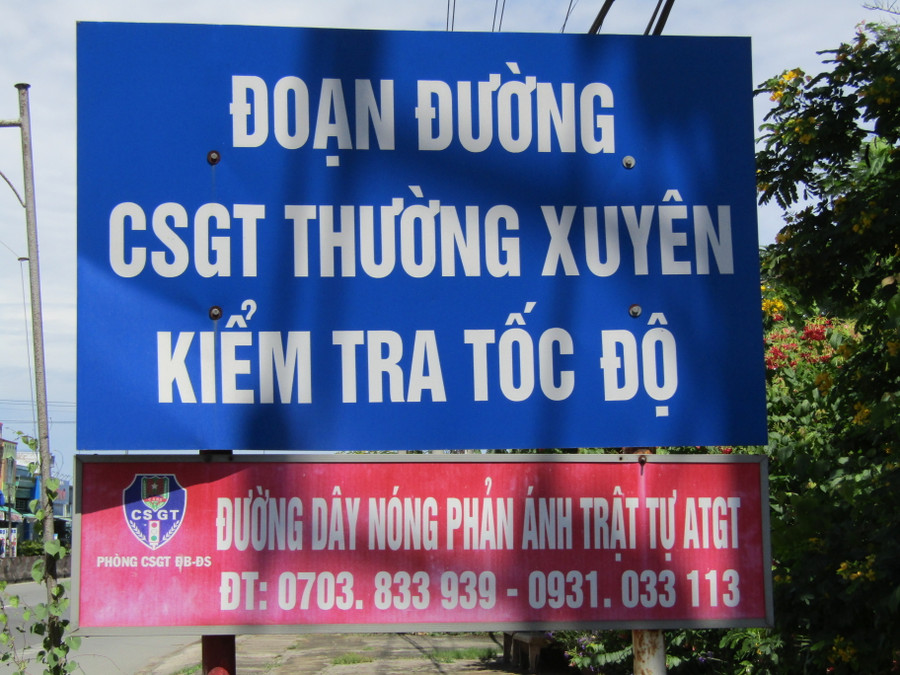 ĐOẠN ĐƯỜNG
CSGT THƯỜNG XUYÊN
KIỂM TRA TỐC ĐỘ
CSGT
PHÒNG CSGT ĐB-ĐS
ĐƯỜNG DÂY NÓNG PHẢN ÁNH TRẬT TỰ ATGT
ĐT: 0703. 833 939 - 0931. 033 113